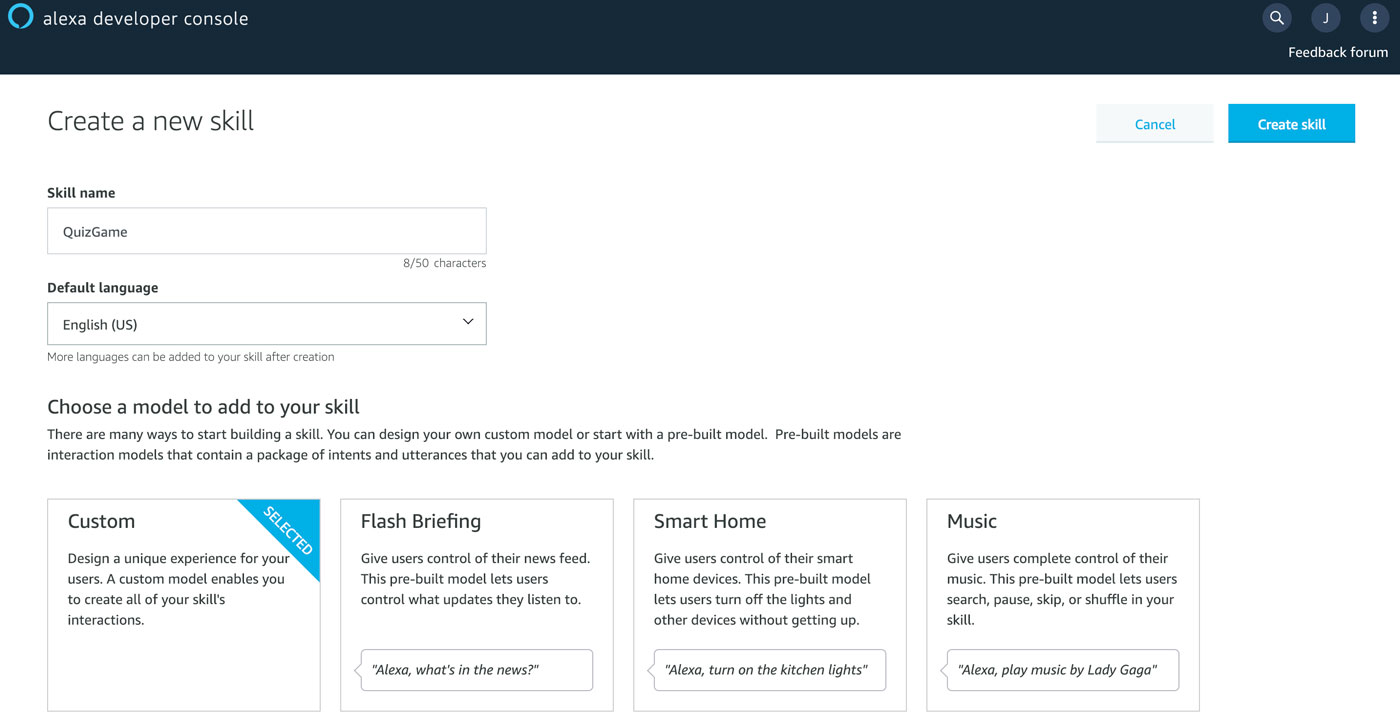 alexa developer console
J
Feedback forum
Create a new skill
Cancel
Create skill
Skill name
QuizGame
8/50 characters
Default language
English (US)
More languages can be added to your skill after creation
Choose a model to add to your skill
There are many ways to start building a skill. You can design your own custom model or start with a pre-built model. Pre-built models are
interaction models that contain a package of intents and utterances that you can add to your skill.
Custom
SELECTED
Design a unique experience for your
users. A custom model enables you
to create all of your skill's
interactions.
Flash Briefing
Give users control of their news feed.
This pre-built model lets users
control what updates they listen to.
"Alexa, what's in the news?"
Smart Home
Give users control of their smart
home devices. This pre-built model
lets users turn off the lights and
other devices without getting up.
"Alexa, turn on the kitchen lights"
Music
Give users complete control of their
music. This pre-built model lets users
search, pause, skip, or shuffle in your
skill.
"Alexa, play music by Lady Gaga"